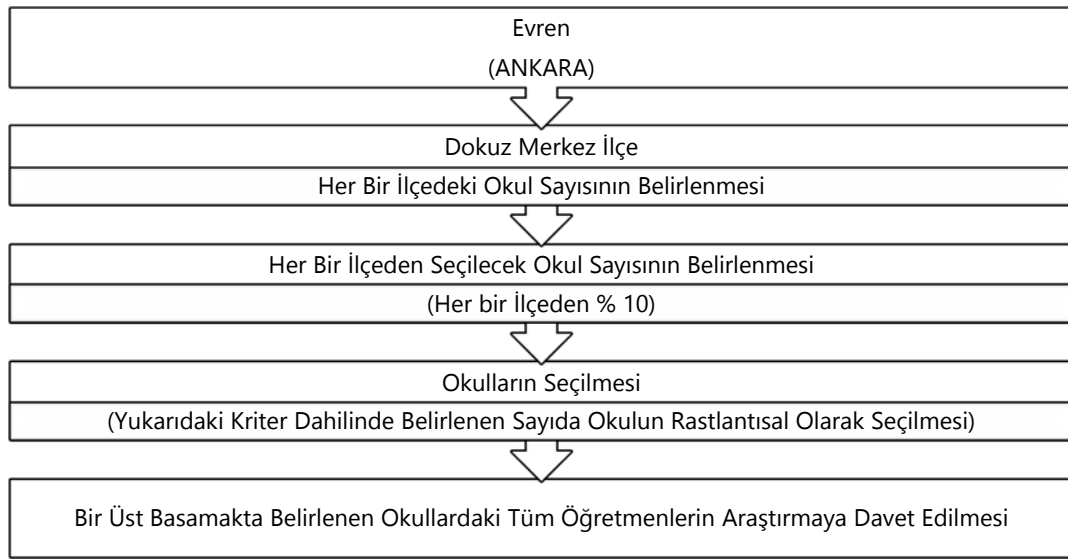 Evren
(ANKARA)
Dokuz Merkez İlçe
Her Bir İlçedeki Okul Sayısının Belirlenmesi
Her Bir İlçeden Seçilecek Okul Sayısının Belirlenmesi
(Her bir İlçeden % 10)
Okulların Seçilmesi
(Yukarıdaki Kriter Dahilinde Belirlenen Sayıda Okulun Rastlantısal Olarak Seçilmesi)
Bir Üst Basamakta Belirlenen Okullardaki Tüm Öğretmenlerin Araştırmaya Davet Edilmesi